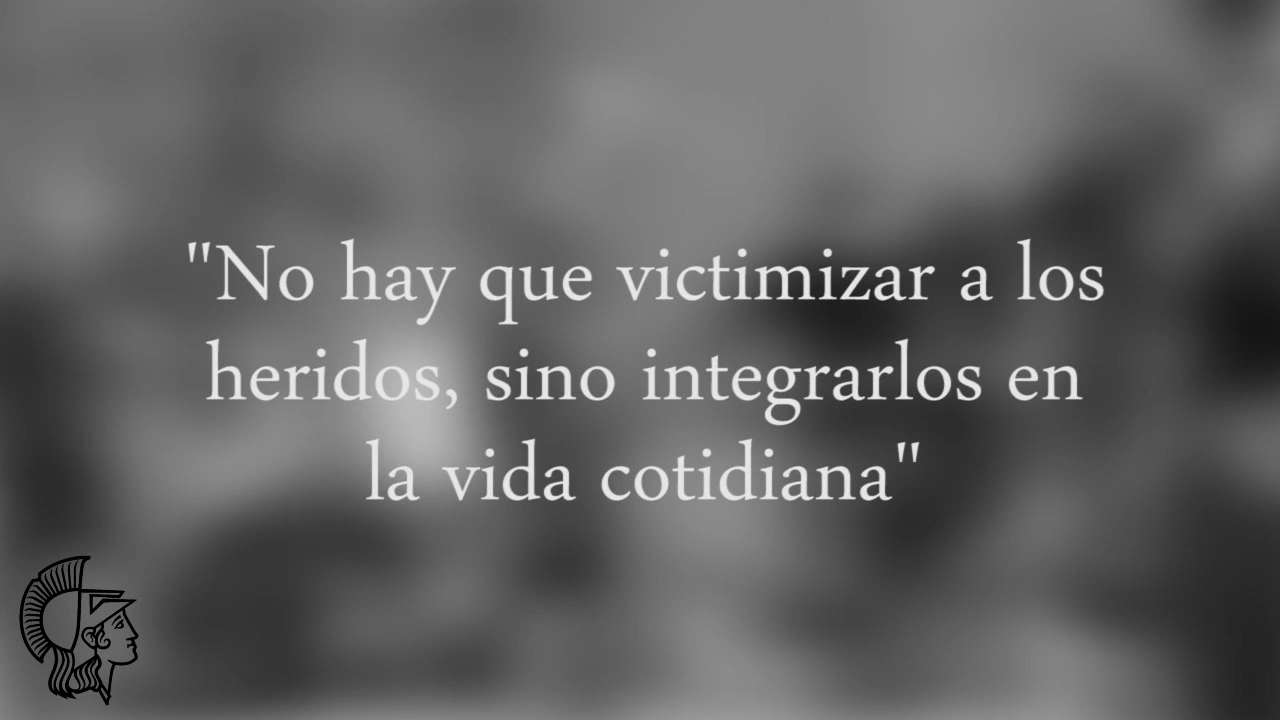 "No hay que victimizar a los
heridos, sino integrarlos en
la vida cotidiana"